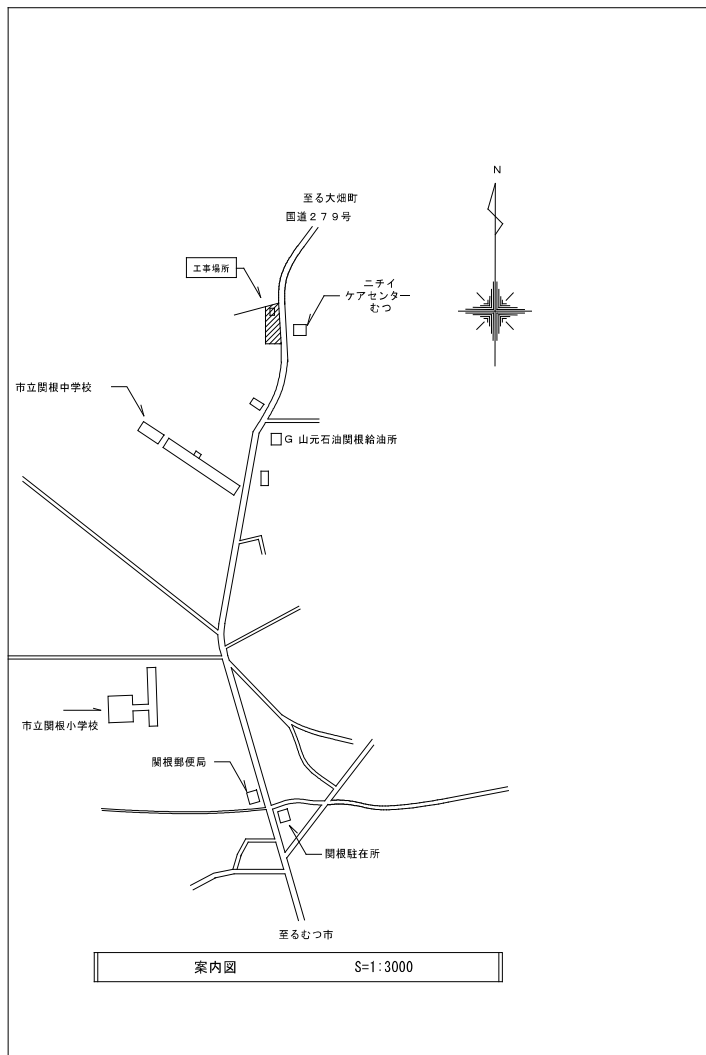 N
至る大畑町
国道279号
工事場所
ニチイ
ケアセンター
むつ
市立関根中学校
G 山元石油関根給油所
市立関根小学校
関根郵便局
関根駐在所
至るむつ市
案内図 S=1:3000